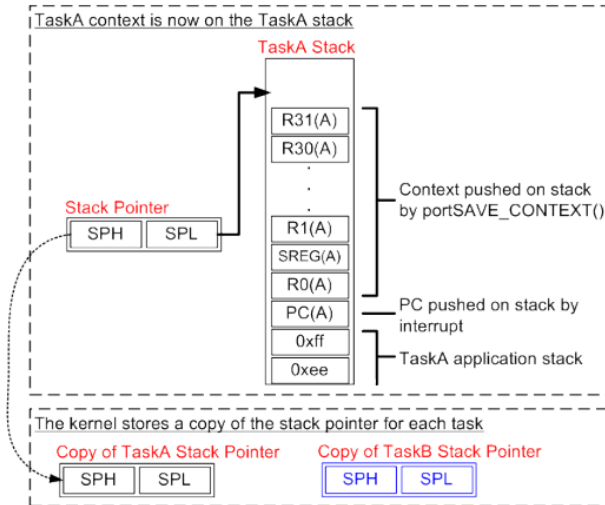 TaskA context is now on the TaskA stack
TaskA Stack
R31(A)
R30(A)
.
.
.
Context pushed on stack
by portSAVE_CONTEXT()
Stack Pointer
SPH SPL
R1(A)
SREG(A)
R0(A)
PC(A)
PC pushed on stack by
interrupt
0xff
TaskA application stack
0xee
The kernel stores a copy of the stack pointer for each task
Copy of TaskA Stack Pointer
SPH SPL
Copy of TaskB Stack Pointer
SPH SPL